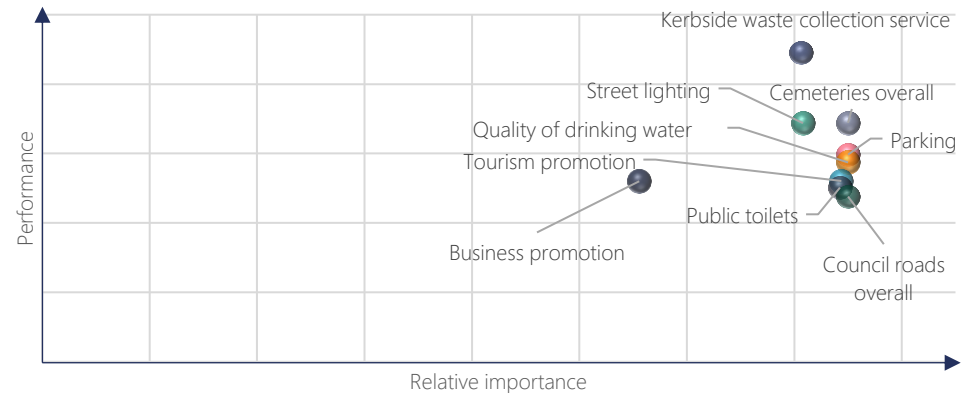 Kerbside waste collection service
Street lighting
Cemeteries overall
Quality of drinking water
Parking
Tourism promotion
Public toilets
Business promotion
Council roads
overall
Performance
Relative importance